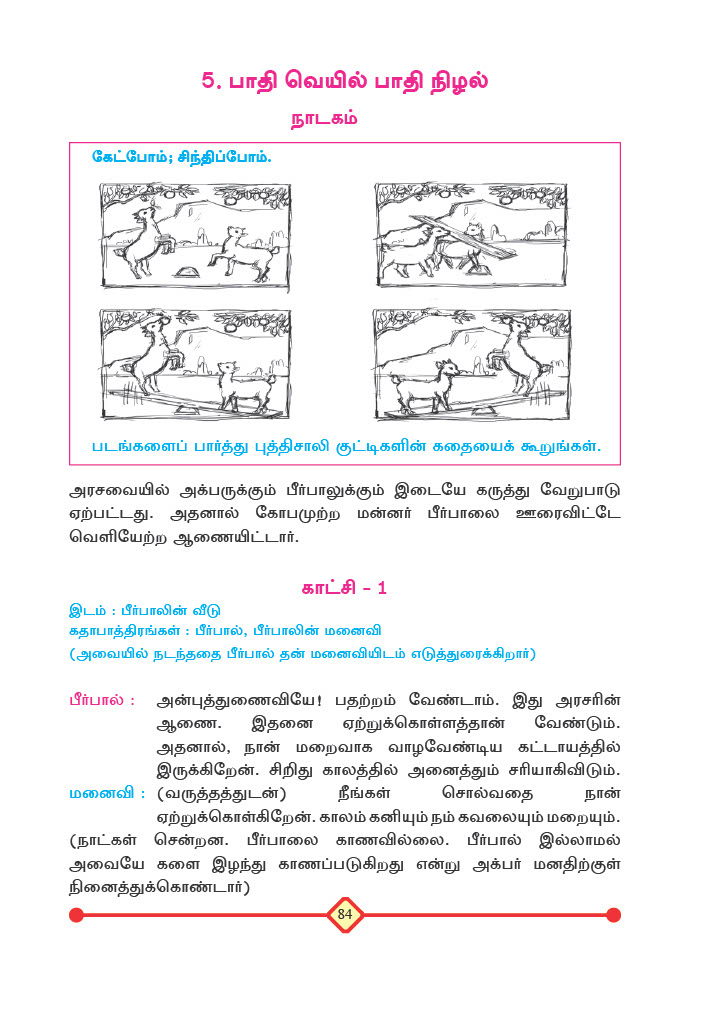 5. பாதி வெயில் பாதி நிழல்
நாடகம்
கேட்போம்; சிந்திப்போம்.
படங்களைப் பார்த்து புத்திசாலி குட்டிகளின் கதையைக் கூறுங்கள்.
அரசவையில் அக்பருக்கும் பீர்பாலுக்கும் இடையே கருத்து வேறுபாடு
ஏற்பட்டது. அதனால் கோபமுற்ற மன்னர் பீர்பாலை ஊரைவிட்டே
வெளியேற்ற ஆணையிட்டார்.
காட்சி – 1
இடம் : பீர்பாலின் வீடு
கதாபாத்திரங்கள் : பீர்பால், பீர்பாலின் மனைவி
(அவையில் நடந்ததை பீர்பால் தன் மனைவியிடம் எடுத்துரைக்கிறார்)
பீர்பால் : அன்புத்துணைவியே! பதற்றம் வேண்டாம். இது அரசரின்
ஆணை. இதனை ஏற்றுக்கொள்ளத்தான் வேண்டும்.
அதனால், நான் மறைவாக வாழவேண்டிய கட்டாயத்தில்
இருக்கிறேன். சிறிது காலத்தில் அனைத்தும் சரியாகிவிடும்.
மனைவி : (வருத்தத்துடன்) நீங்கள் சொல்வதை நான்
ஏற்றுக்கொள்கிறேன். காலம் கனியும் நம் கவலையும் மறையும்.
(நாட்கள் சென்றன. பீர்பாலை காணவில்லை. பீர்பால் இல்லாமல்
அவையே களை இழந்து காணப்படுகிறது என்று அக்பர் மனதிற்குள்
நினைத்துக்கொண்டார்)
84